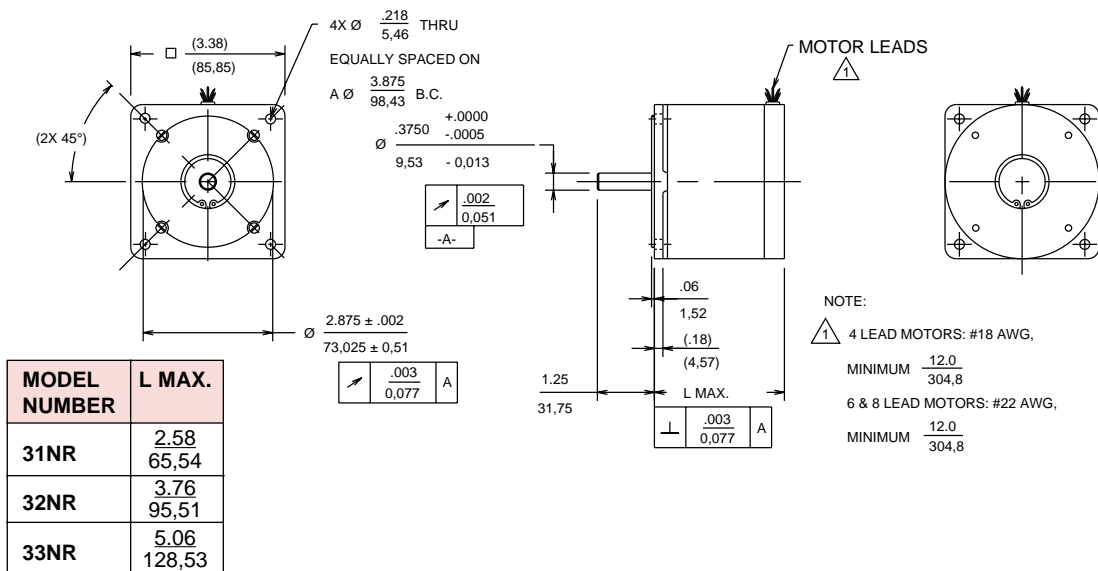 (3.38)
(85,85)
4X Ø .218 THRU
5,46
EQUALLY SPACED ON
A Ø 3.875 B.C.
98,43
(2X 45°)
Ø .3750 +.0000
-.0005
9,53 - 0,013
.002
0,051
-A-
Ø 2.875 ± .002
73,025 ± 0,51
.003 A
0,077
MOTOR LEADS
1
.06
1,52
(.18)
(4,57)
1.25
31,75
L MAX.
⊥ .003 A
0,077
NOTE:
1 4 LEAD MOTORS: #18 AWG,
MINIMUM 12.0
304,8
6 & 8 LEAD MOTORS: #22 AWG,
MINIMUM 12.0
304,8
MODEL L MAX.
NUMBER
31NR 2.58
65,54
32NR 3.76
95,51
33NR 5.06
128,53